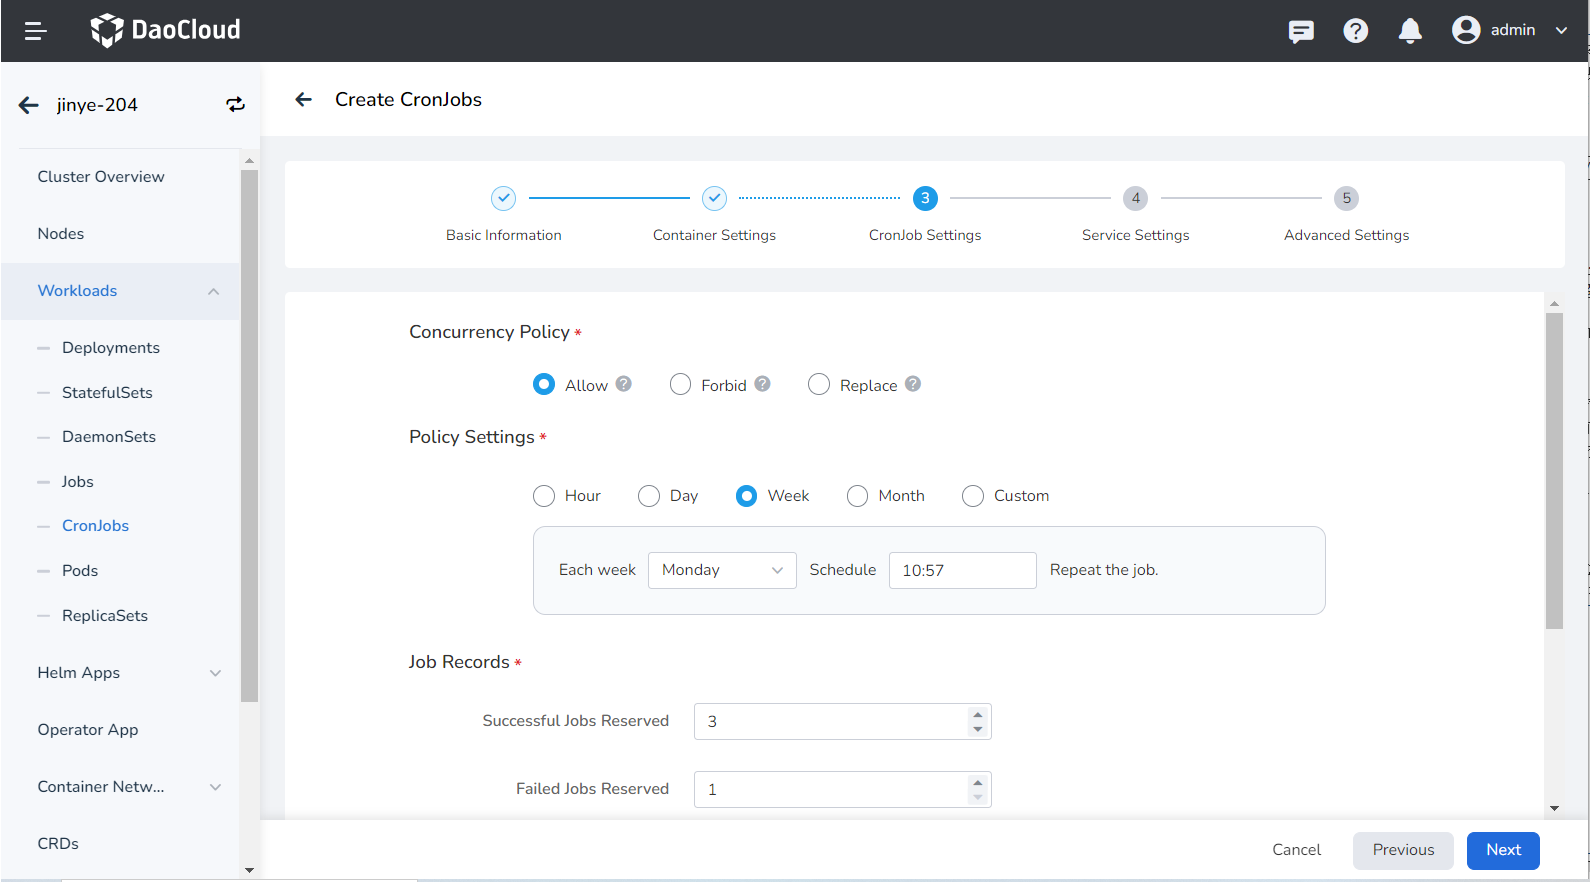 DaoCloud
admin
jinye-204
Create CronJobs
Cluster Overview
Nodes
Workloads
Deployments
StatefulSets
DaemonSets
Jobs
CronJobs
Pods
ReplicaSets
Helm Apps
Operator App
Container Netw...
CRDs
3
4
5
Basic Information
Container Settings
CronJob Settings
Service Settings
Advanced Settings
Concurrency Policy *
Allow ? Forbid ? Replace ?
Policy Settings *
Hour Day Week Month Custom
Each week Monday Schedule 10:57 Repeat the job.
Job Records *
Successful Jobs Reserved 3
Failed Jobs Reserved 1
Cancel Previous Next